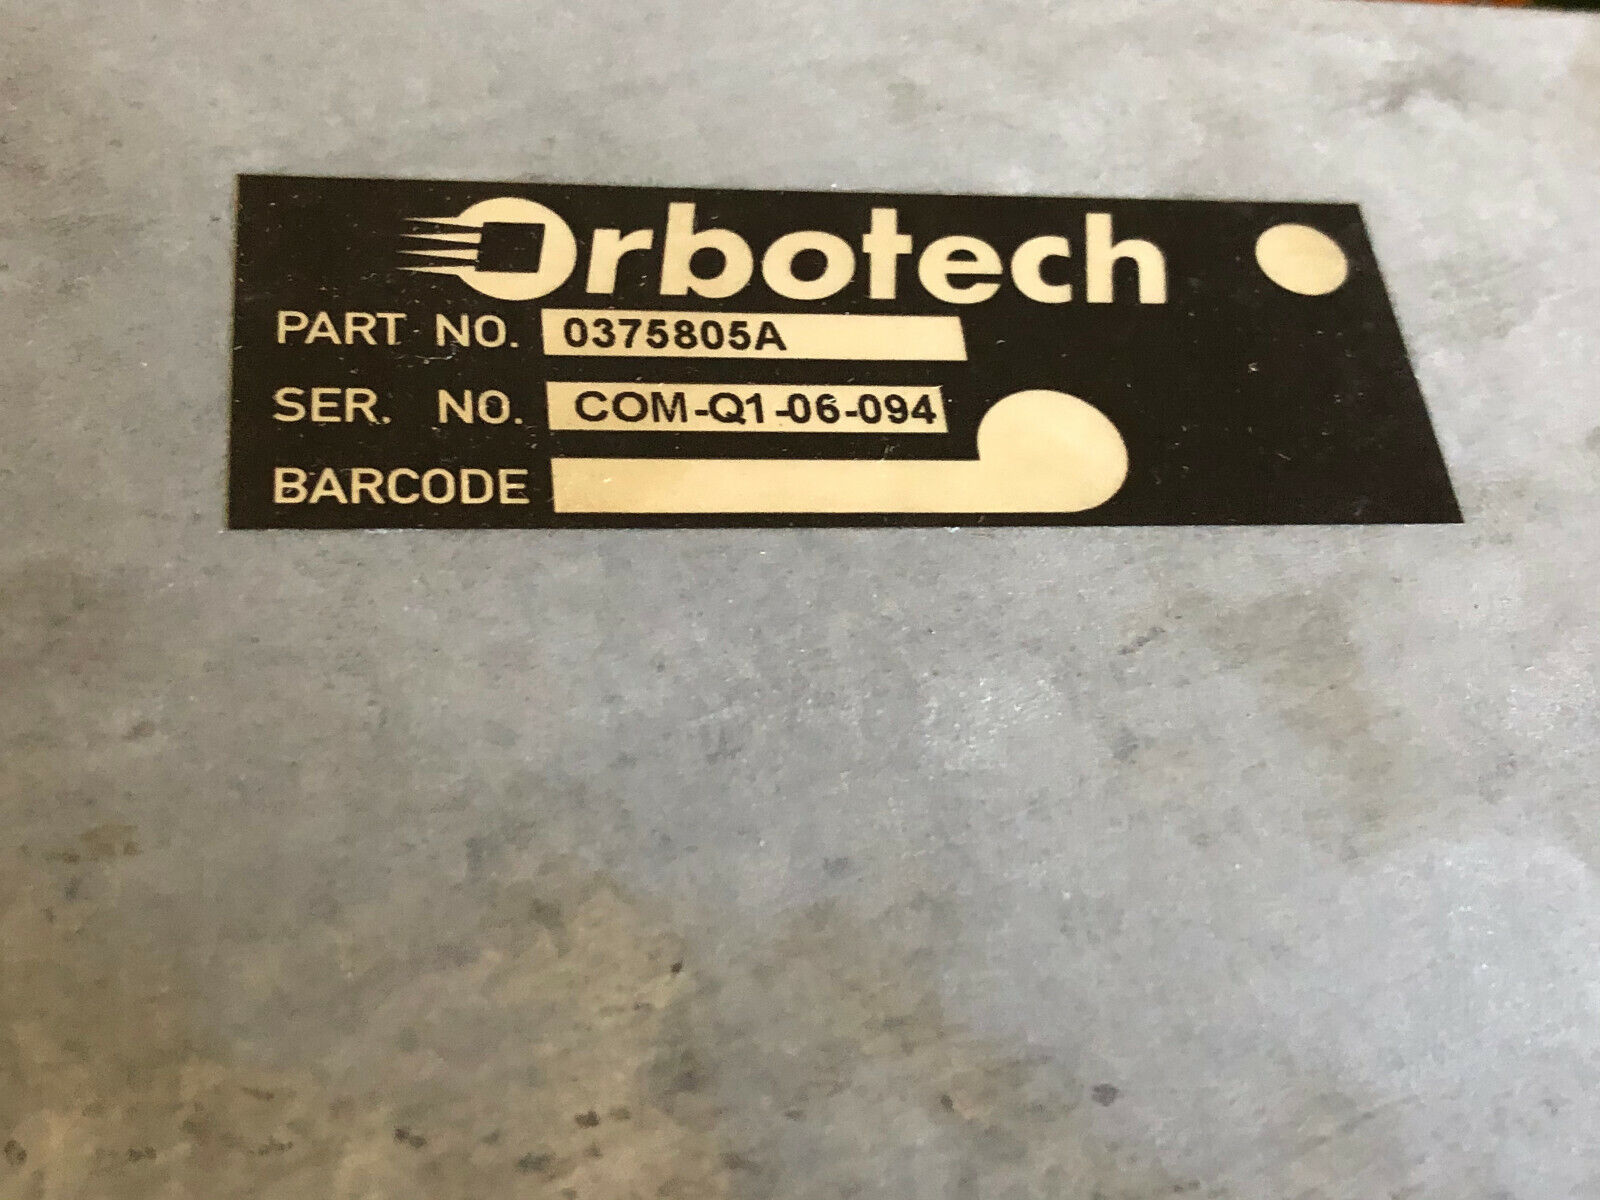 Orbotech
PART NO. 0375805A
SER. NO. COM-Q1-06-094
BARCODE